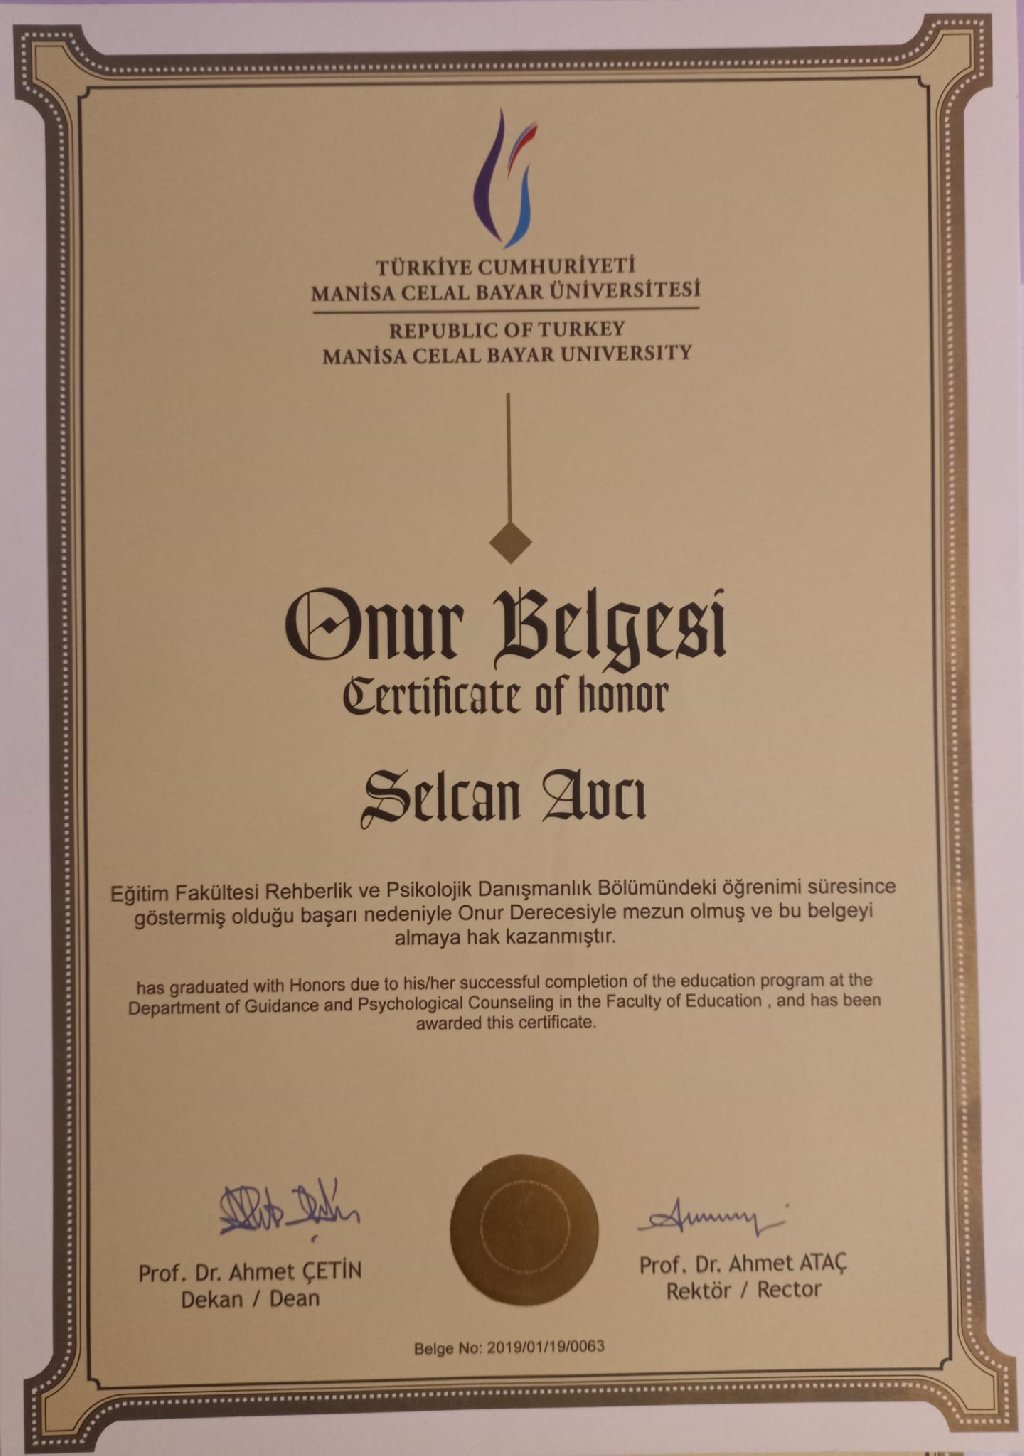 TÜRKİYE CUMHURİYETİ
MANİSA CELAL BAYAR ÜNİVERSİTESİ
REPUBLIC OF TURKEY
MANİSA CELAL BAYAR UNIVERSITY
Onur Belgesi
Certificate of honor
Selcan Avcı
Eğitim Fakültesi Rehberlik ve Psikolojik Danışmanlık Bölümündeki öğrenimi süresince
göstermiş olduğu başarı nedeniyle Onur Derecesiyle mezun olmuş ve bu belgeyi
almaya hak kazanmıştır.
has graduated with Honors due to his/her successful completion of the education program at the
Department of Guidance and Psychological Counseling in the Faculty of Education , and has been
awarded this certificate.
Prof. Dr. Ahmet ÇETİN
Dekan / Dean
Prof. Dr. Ahmet ATAÇ
Rektör / Rector
Belge No: 2019/01/19/0063